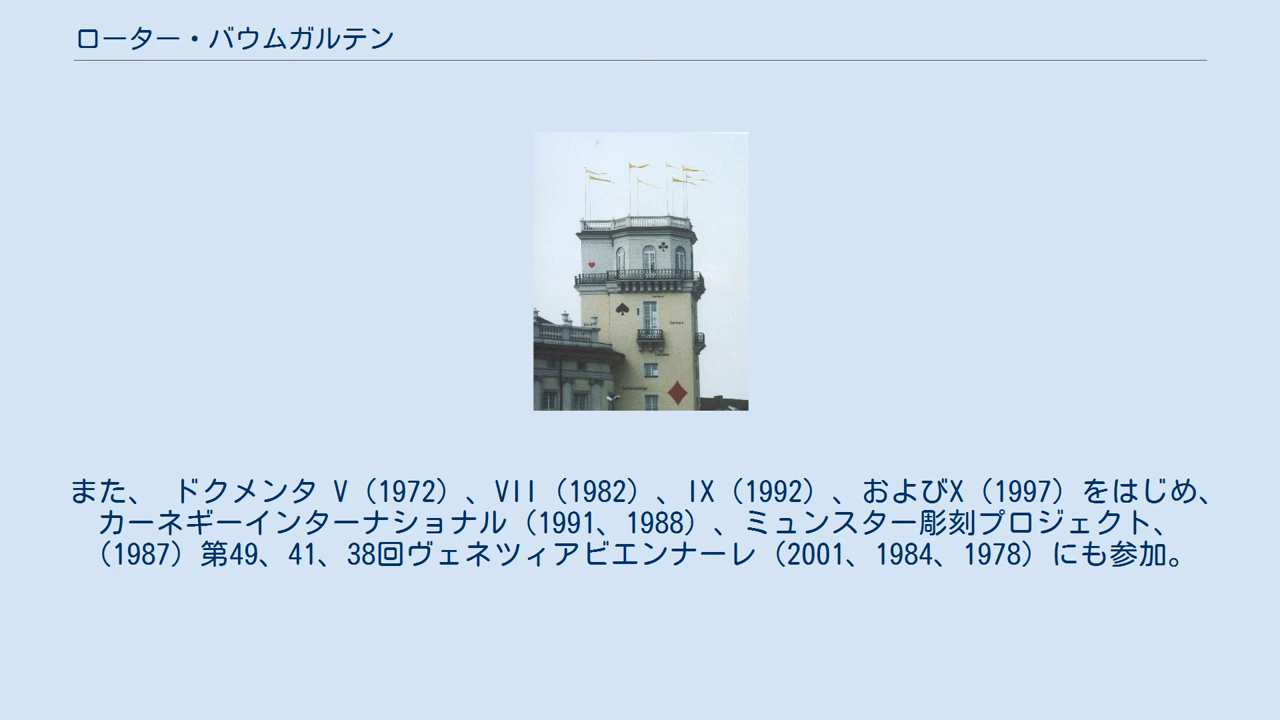 ローター・バウムガルテン
また、 ドクメンタ V（1972）、VII（1982）、IX（1992）、およびX（1997）をはじめ、
カーネギーインターナショナル（1991、1988）、ミュンスター彫刻プロジェクト、
（1987）第49、41、38回ヴェネツィアビエンナーレ（2001、1984、1978）にも参加。